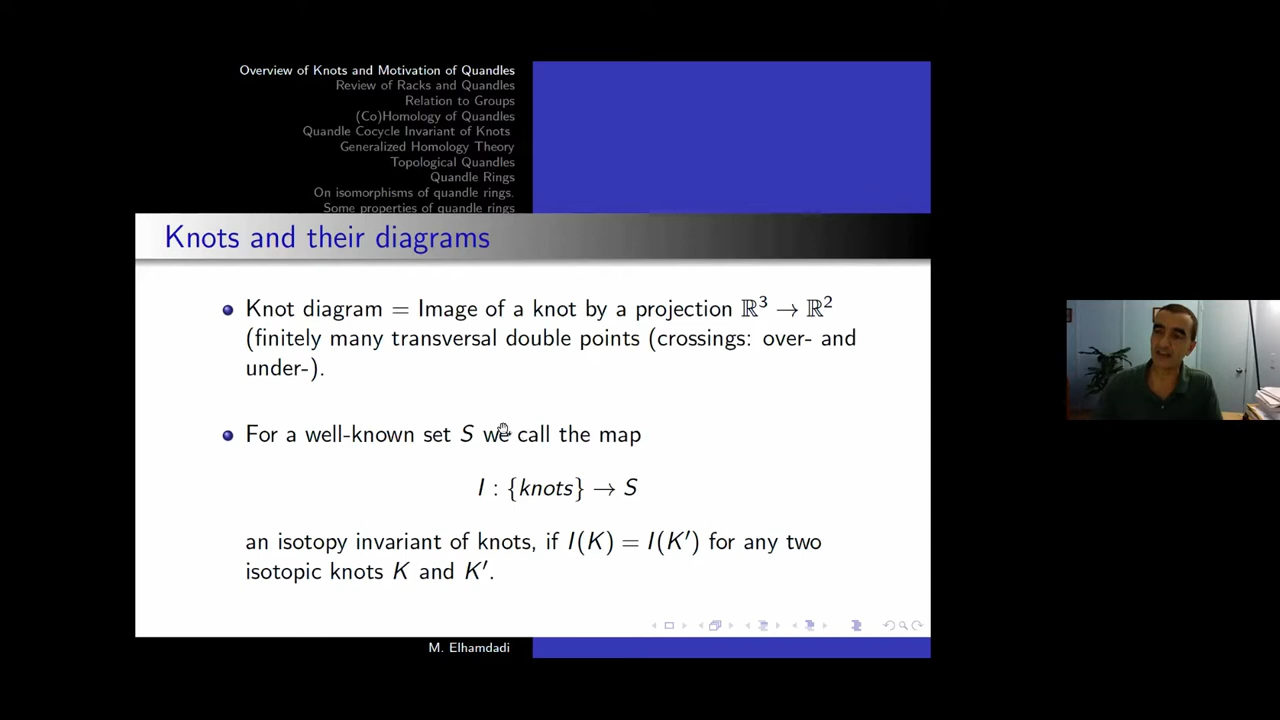 Overview of Knots and Motivation of Quandles
Review of Racks and Quandles
Relation to Groups
(Co)Homology of Quandles
Quandle Cocycle Invariant of Knots
Generalized Homology Theory
Topological Quandles
Quandle Rings
On isomorphisms of quandle rings.
Some properties of quandle rings
Knots and their diagrams
Knot diagram = Image of a knot by a projection ℝ³ → ℝ²
(finitely many transversal double points (crossings: over- and
under-).
For a well-known set S we call the map
I : {knots} → S
an isotopy invariant of knots, if I(K) = I(K′) for any two
isotopic knots K and K′.
M. Elhamdadi